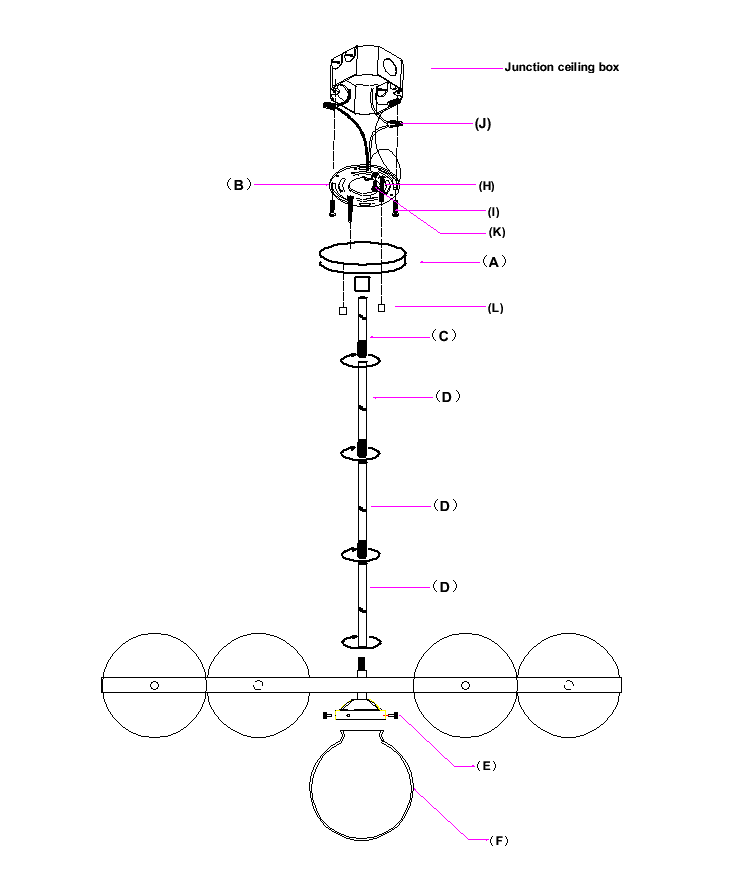 Junction ceiling box
(J)
(B)
(H)
(I)
(K)
(A)
(L)
(C)
(D)
(D)
(D)
(E)
(F)